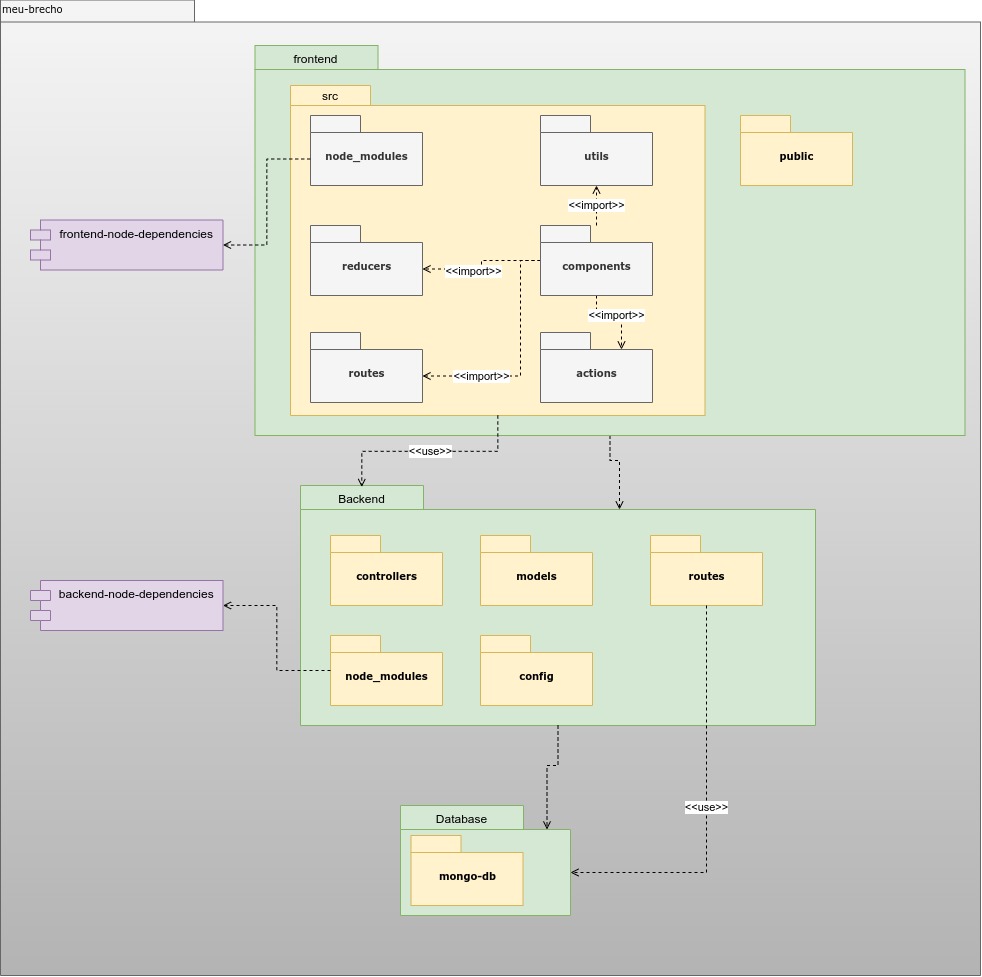 meu-brecho
frontend
src
node_modules
utils
public
<<import>>
frontend-node-dependencies
reducers
<<import>>
components
<<import>>
routes
<<import>>
actions
<<use>>
Backend
controllers
models
routes
backend-node-dependencies
node_modules
config
<<use>>
Database
mongo-db